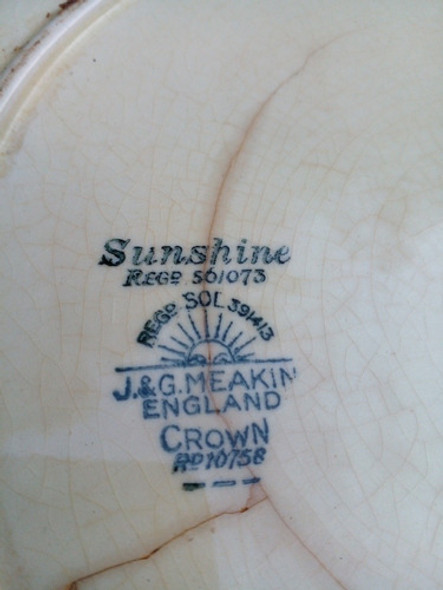 Sunshine
REGD. 561073
REGD. SOL 391413
J.&G. MEAKIN
ENGLAND
CROWN
RD 10758